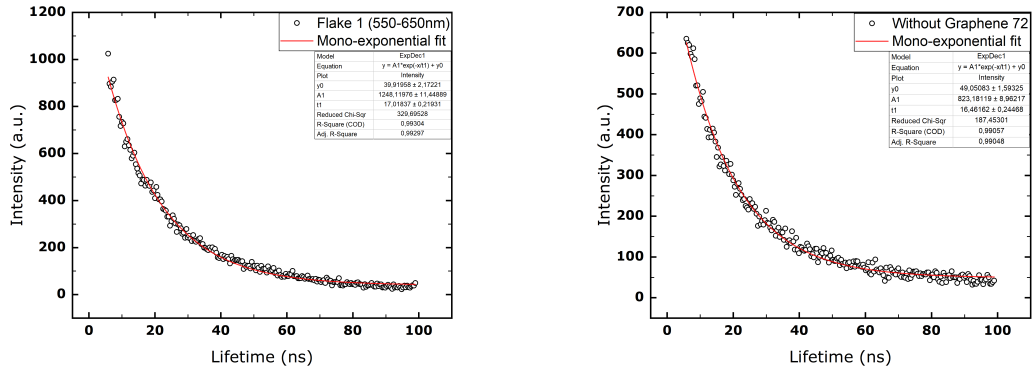 Flake 1 (550-650nm)
Mono-exponential fit
Model ExpDec1
Equation y = A1*exp(-x/t1) + y0
Plot Intensity
y0 39,91958 ± 2,17221
A1 1248,11976 ± 11,44889
t1 17,01837 ± 0,21931
Reduced Chi-Sqr 329,69528
R-Square (COD) 0,99304
Adj. R-Square 0,99297
1200
1000
800
600
400
200
0
Intensity (a.u.)
0 20 40 60 80 100
Lifetime (ns)
Without Graphene 72
Mono-exponential fit
Model ExpDec1
Equation y = A1*exp(-x/t1) + y0
Plot Intensity
y0 49,05083 ± 1,59325
A1 823,18119 ± 8,96217
t1 16,46162 ± 0,24468
Reduced Chi-Sqr 187,45301
R-Square (COD) 0,99057
Adj. R-Square 0,99048
700
600
500
400
300
200
100
0
Intensity (a.u.)
0 20 40 60 80 100
Lifetime (ns)